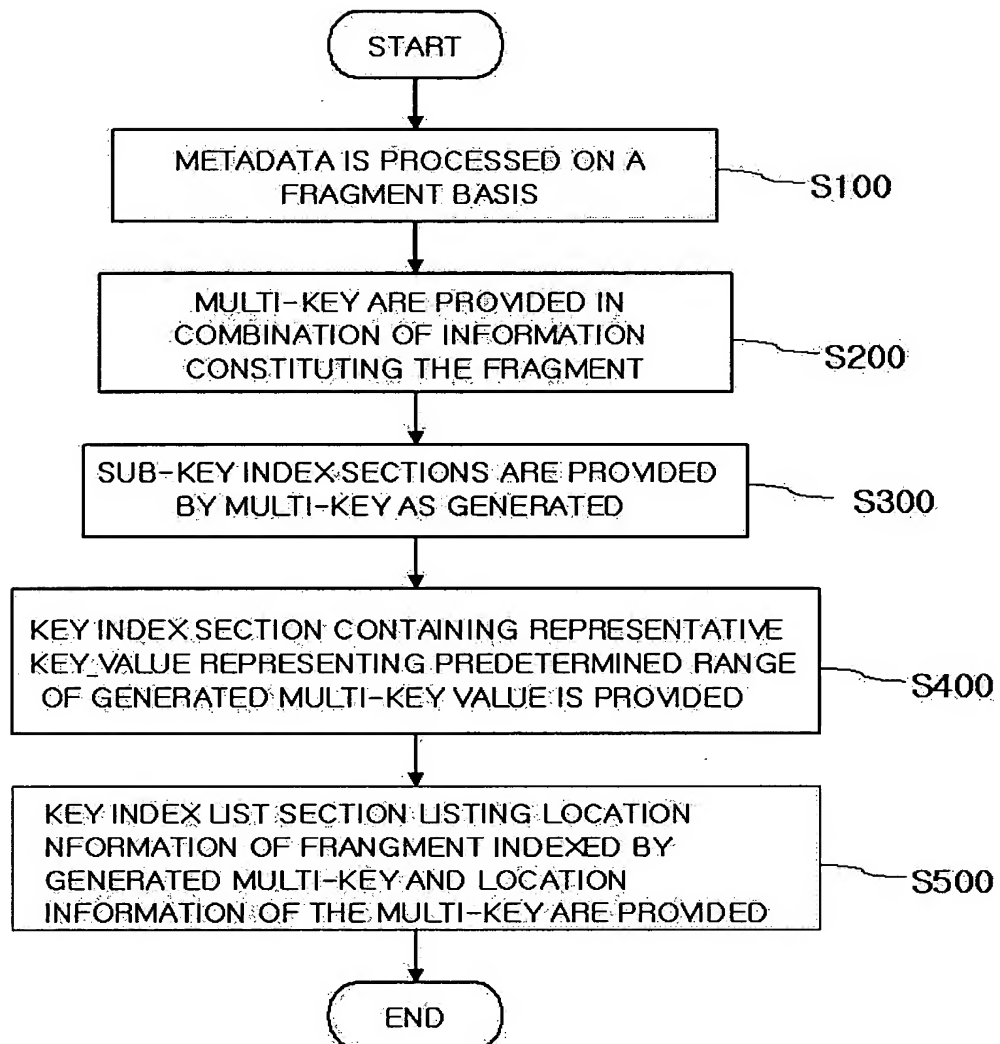 START
METADATA IS PROCESSED ON A
FRAGMENT BASIS
S100
MULTI-KEY ARE PROVIDED IN
COMBINATION OF INFORMATION
CONSTITUTING THE FRAGMENT
S200
SUB-KEY INDEX SECTIONS ARE PROVIDED
BY MULTI-KEY AS GENERATED
S300
KEY INDEX SECTION CONTAINING REPRESENTATIVE
KEY_VALUE REPRESENTING PREDETERMINED RANGE
OF GENERATED MULTI-KEY VALUE IS PROVIDED
S400
KEY INDEX LIST SECTION LISTING LOCATION
NFORMATION OF FRANGMENT INDEXED BY
GENERATED MULTI-KEY AND LOCATION
INFORMATION OF THE MULTI-KEY ARE PROVIDED
S500
END